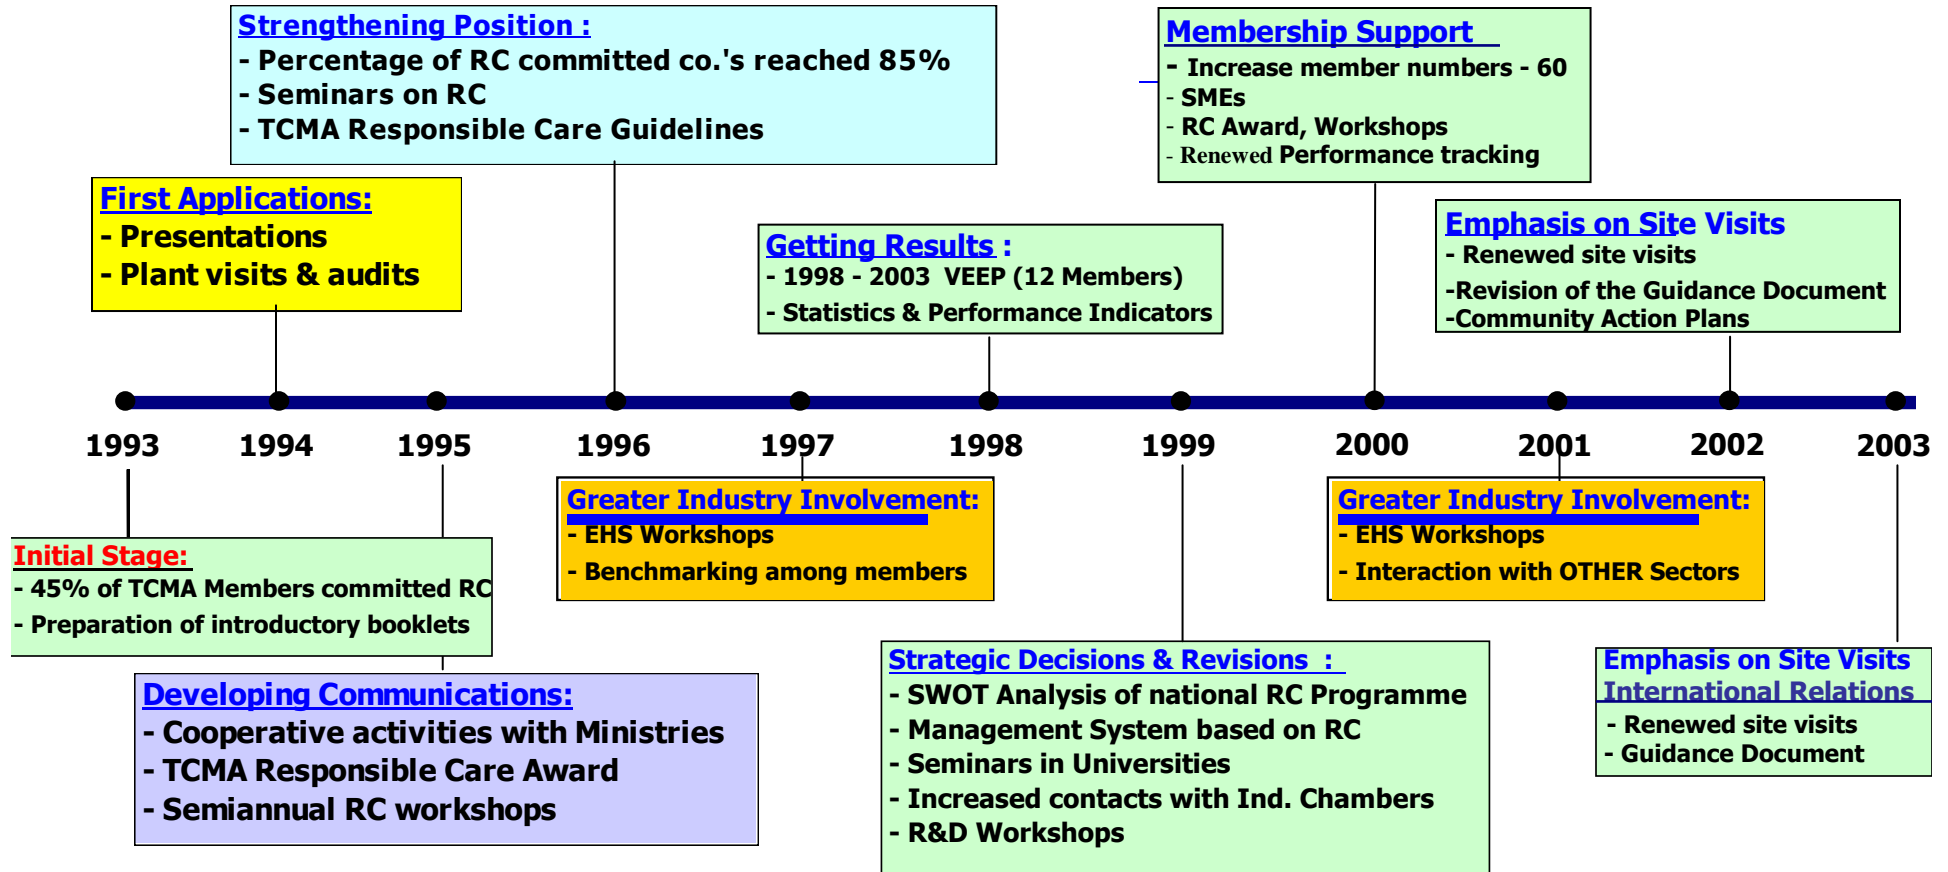 Strengthening Position :
- Percentage of RC committed co.'s reached 85%
- Seminars on RC
- TCMA Responsible Care Guidelines
Membership Support
- Increase member numbers - 60
- SMEs
- RC Award, Workshops
- Renewed Performance tracking
First Applications:
- Presentations
- Plant visits & audits
Getting Results :
- 1998 - 2003 VEEP (12 Members)
- Statistics & Performance Indicators
Emphasis on Site Visits
- Renewed site visits
-Revision of the Guidance Document
-Community Action Plans
1993 1994 1995 1996 1997 1998 1999 2000 2001 2002 2003
Initial Stage:
- 45% of TCMA Members committed RC
- Preparation of introductory booklets
Greater Industry Involvement:
- EHS Workshops
- Benchmarking among members
Greater Industry Involvement:
- EHS Workshops
- Interaction with OTHER Sectors
Developing Communications:
- Cooperative activities with Ministries
- TCMA Responsible Care Award
- Semiannual RC workshops
Strategic Decisions & Revisions :
- SWOT Analysis of national RC Programme
- Management System based on RC
- Seminars in Universities
- Increased contacts with Ind. Chambers
- R&D Workshops
Emphasis on Site Visits
International Relations
- Renewed site visits
- Guidance Document